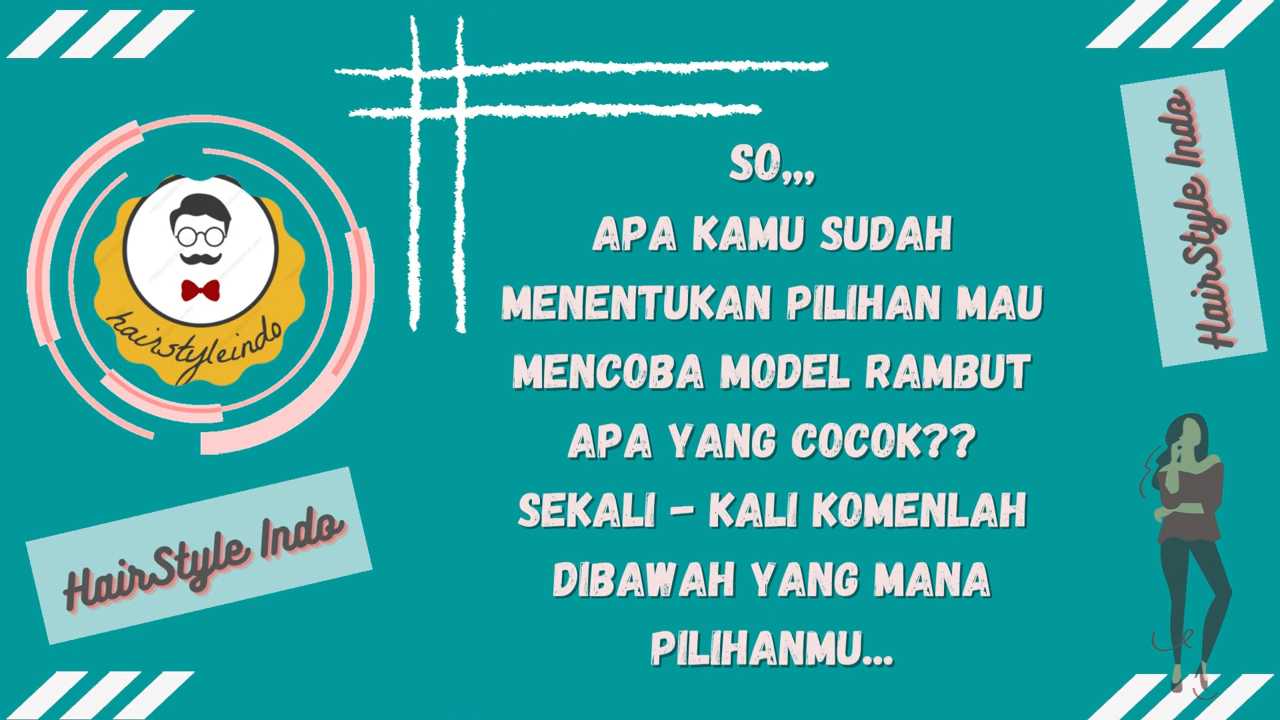 SO,,,
APA KAMU SUDAH
MENENTUKAN PILIHAN MAU
MENCOBA MODEL RAMBUT
APA YANG COCOK??
SEKALI - KALI KOMENLAH
DIBAWAH YANG MANA
PILIHANMU...
hairstyleindo
HairStyle Indo
HairStyle Indo